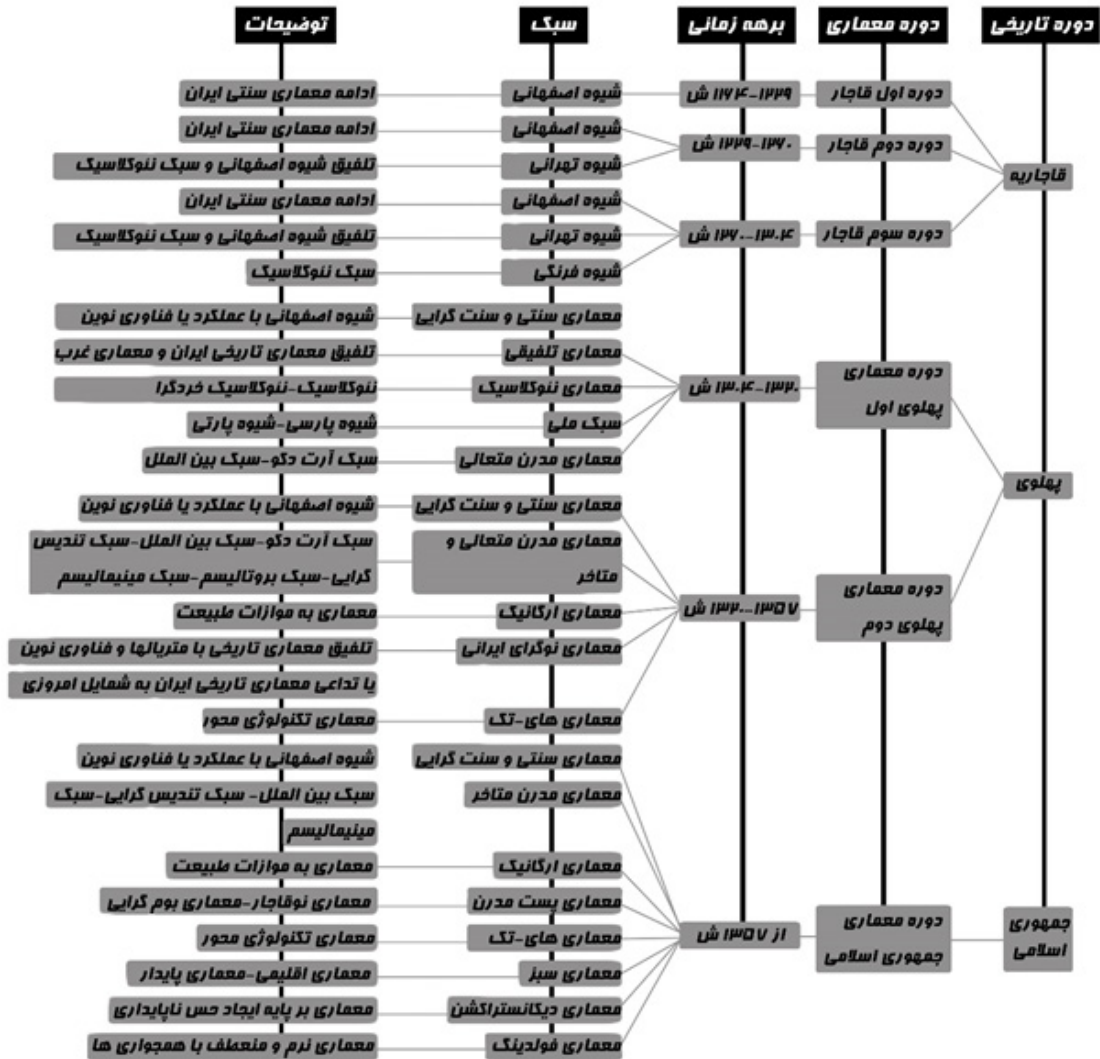 دوره تاریخی	دوره معماری	برهه زمانی	سبک	توضیحات
دوره اول قاجار	۱۱۶۴-۱۲۲۹ ش	شیوه اصفهانی	ادامه معماری سنتی ایران
شیوه اصفهانی	ادامه معماری سنتی ایران
دوره دوم قاجار	۱۲۲۹-۱۲۶۰ ش
شیوه تهرانی	تلفیق شیوه اصفهانی و سبک نئوکلاسیک
قاجاریه
شیوه اصفهانی	ادامه معماری سنتی ایران
دوره سوم قاجار	۱۲۶۰-۱۳۰۴ ش	شیوه تهرانی	تلفیق شیوه اصفهانی و سبک نئوکلاسیک
شیوه فرنگی	سبک نئوکلاسیک
معماری سنتی و سنت گرایی	شیوه اصفهانی با عملکرد یا فناوری نوین
معماری تلفیقی	تلفیق معماری تاریخی ایران و معماری غرب
دوره معماری
پهلوی اول
۱۳۰۴-۱۳۲۰ ش	معماری نئوکلاسیک	نئوکلاسیک-نئوکلاسیک خردگرا
سبک ملی	شیوه پارسی-شیوه پارتی
معماری مدرن متعالی	سبک آرت دکو-سبک بین الملل
پهلوی
معماری سنتی و سنت گرایی	شیوه اصفهانی با عملکرد یا فناوری نوین
معماری مدرن متعالی و
متاخر
سبک آرت دکو-سبک بین الملل-سبک تندیس
گرایی-سبک بروتالیسم-سبک مینیمالیسم
دوره معماری
پهلوی دوم
۱۳۲۰-۱۳۵۷ ش	معماری ارگانیک	معماری به موازات طبیعت
معماری نوگرای ایرانی	تلفیق معماری تاریخی با متریالها و فناوری نوین
یا تداعی معماری تاریخی ایران به شمایل امروزی
معماری های-تک	معماری تکنولوژی محور
معماری سنتی و سنت گرایی	شیوه اصفهانی با عملکرد یا فناوری نوین
معماری مدرن متاخر	سبک بین الملل- سبک تندیس گرایی-سبک
مینیمالیسم
معماری ارگانیک	معماری به موازات طبیعت
معماری پست مدرن	معماری نوقاجار-معماری بوم گرایی
جمهوری
اسلامی
دوره معماری
جمهوری اسلامی
از ۱۳۵۷ ش	معماری های-تک	معماری تکنولوژی محور
معماری سبز	معماری اقلیمی-معماری پایدار
معماری دیکانستراکشن	معماری بر پایه ایجاد حس ناپایداری
معماری فولدینگ	معماری نرم و منعطف با همجواری ها